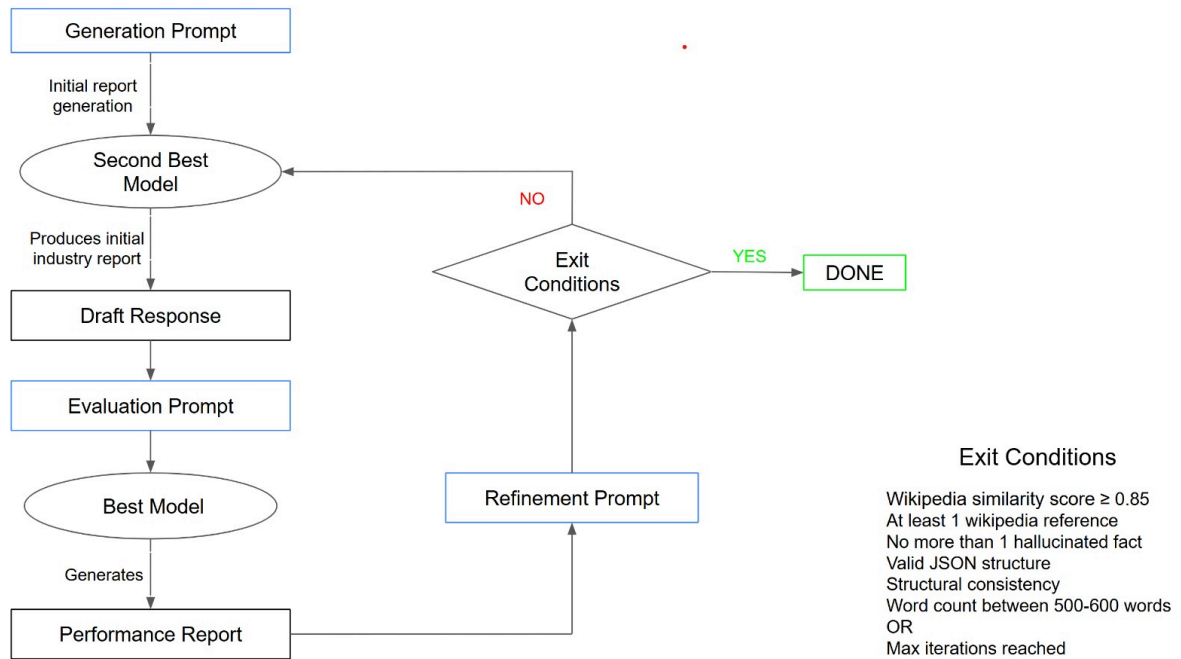 Generation Prompt
Initial report
generation
Second Best
Model
Produces initial
industry report
Draft Response
Evaluation Prompt
Best Model
Generates
Performance Report
Refinement Prompt
Exit
Conditions
NO
YES
DONE
Exit Conditions
Wikipedia similarity score ≥ 0.85
At least 1 wikipedia reference
No more than 1 hallucinated fact
Valid JSON structure
Structural consistency
Word count between 500-600 words
OR
Max iterations reached